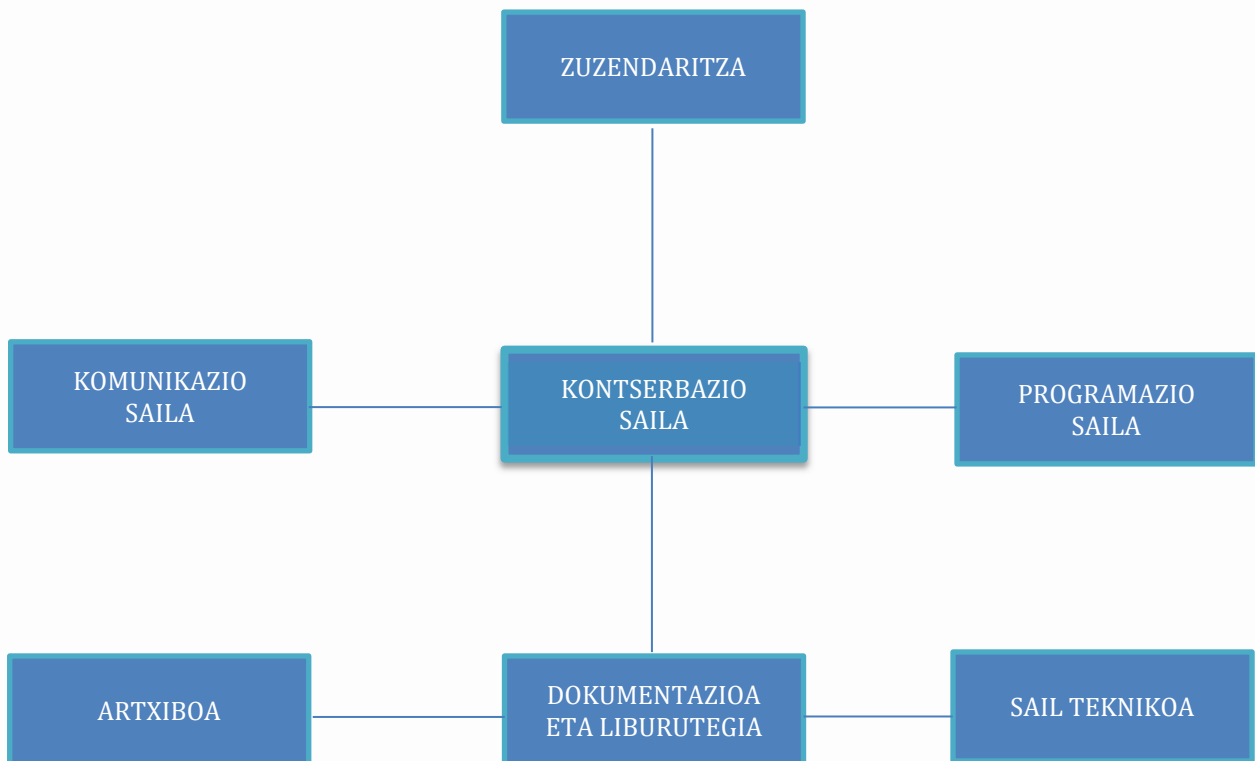 ZUZENDARITZA
KOMUNIKAZIO
SAILA
KONTSERBAZIO
SAILA
PROGRAMAZIO
SAILA
ARTXIBOA
DOKUMENTAZIOA
ETA LIBURUTEGIA
SAIL TEKNIKOA